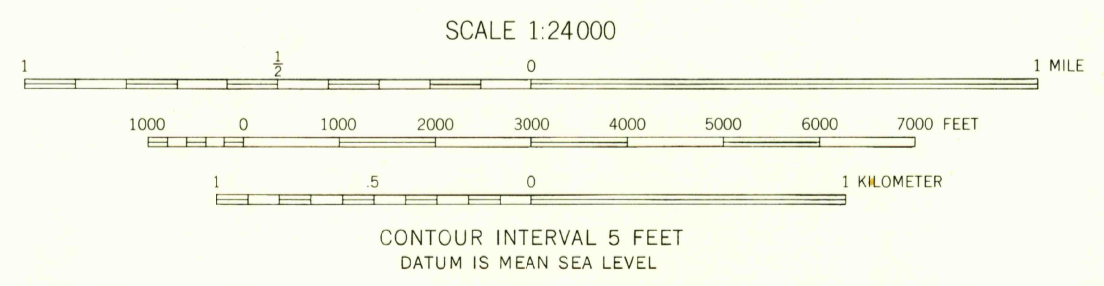 SCALE 1:24000
1 1/2 0 1 MILE
1000 0 1000 2000 3000 4000 5000 6000 7000 FEET
1 .5 0 1 KILOMETER
CONTOUR INTERVAL 5 FEET
DATUM IS MEAN SEA LEVEL